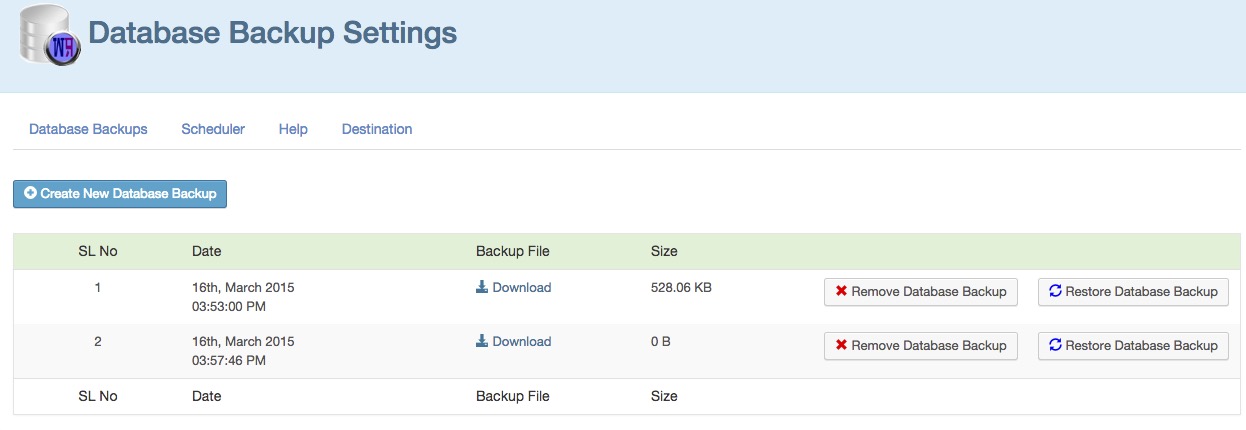 Database Backup Settings
Database Backups Scheduler Help Destination
Create New Database Backup
SL No Date Backup File Size
1 16th, March 2015 Download 528.06 KB Remove Database Backup Restore Database Backup
03:53:00 PM
2 16th, March 2015 Download 0 B Remove Database Backup Restore Database Backup
03:57:46 PM
SL No Date Backup File Size